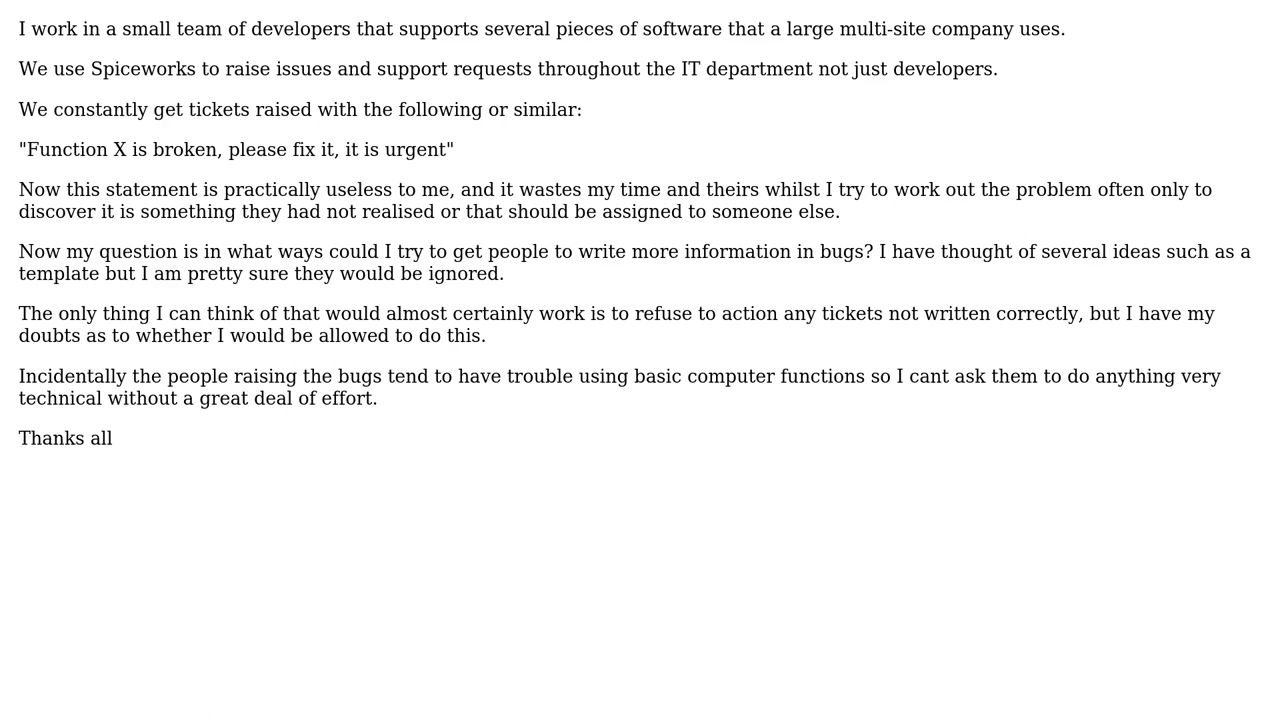 I work in a small team of developers that supports several pieces of software that a large multi-site company uses.
We use Spiceworks to raise issues and support requests throughout the IT department not just developers.
We constantly get tickets raised with the following or similar:
"Function X is broken, please fix it, it is urgent"
Now this statement is practically useless to me, and it wastes my time and theirs whilst I try to work out the problem often only to
discover it is something they had not realised or that should be assigned to someone else.
Now my question is in what ways could I try to get people to write more information in bugs? I have thought of several ideas such as a
template but I am pretty sure they would be ignored.
The only thing I can think of that would almost certainly work is to refuse to action any tickets not written correctly, but I have my
doubts as to whether I would be allowed to do this.
Incidentally the people raising the bugs tend to have trouble using basic computer functions so I cant ask them to do anything very
technical without a great deal of effort.
Thanks all